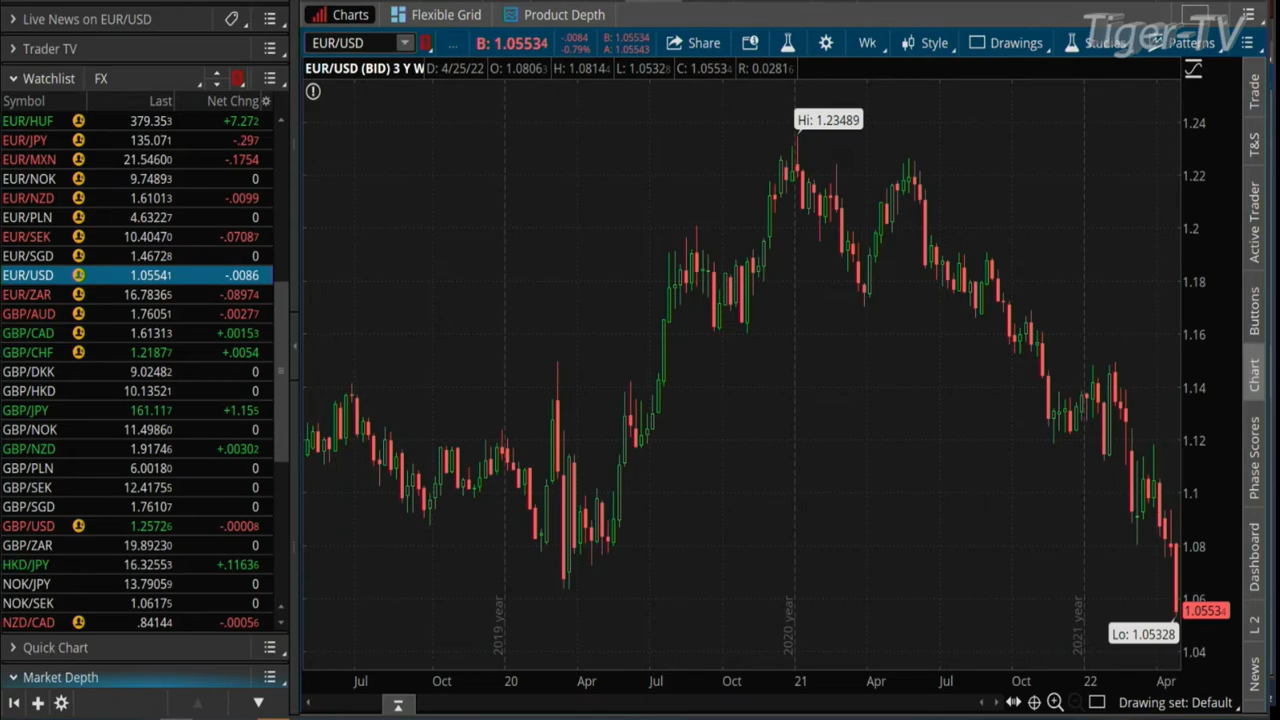 Live News on EUR/USD
Trader TV
Watchlist FX
Symbol Last Net Chng
EUR/HUF 379.353 +7.272
EUR/JPY 135.071 -.297
EUR/MXN 21.54600 -.1754
EUR/NOK 9.74893 0
EUR/NZD 1.61013 -.0099
EUR/PLN 4.63227 0
EUR/SEK 10.40470 -.07087
EUR/SGD 1.46728 0
EUR/USD 1.05541 -.0086
EUR/ZAR 16.78365 -.08974
GBP/AUD 1.76051 -.00277
GBP/CAD 1.61313 +.00153
GBP/CHF 1.21877 +.0054
GBP/DKK 9.02482 0
GBP/HKD 10.13521 0
GBP/JPY 161.117 +1.155
GBP/NOK 11.49860 0
GBP/NZD 1.91746 +.00302
GBP/PLN 6.00180 0
GBP/SEK 12.41755 0
GBP/SGD 1.76107 0
GBP/USD 1.25726 -.00008
GBP/ZAR 19.89230 0
HKD/JPY 16.32553 +.11636
NOK/JPY 13.79059 0
NOK/SEK 1.06175 0
NZD/CAD .84144 -.00056
Quick Chart
Market Depth
Charts Flexible Grid Product Depth
Tiger-TV
EUR/USD ... B: 1.05534 -.0084 -0.79% B: 1.05534 A: 1.05543 Share Wk Style Drawings Studies Patterns
EUR/USD (BID) 3 Y W D: 4/25/22 O: 1.08063 H: 1.08144 L: 1.05328 C: 1.05534 R: 0.02816
Hi: 1.23489
1.24
1.22
1.2
1.18
1.16
1.14
1.12
1.1
1.08
1.06
1.05534
Lo: 1.05328
1.04
2019 year
2020 year
2021 year
Jul Oct 20 Apr Jul Oct 21 Apr Jul Oct 22 Apr
Drawing set: Default
Trade
T&S
Active Trader
Buttons
Chart
Phase Scores
Dashboard
L 2
News